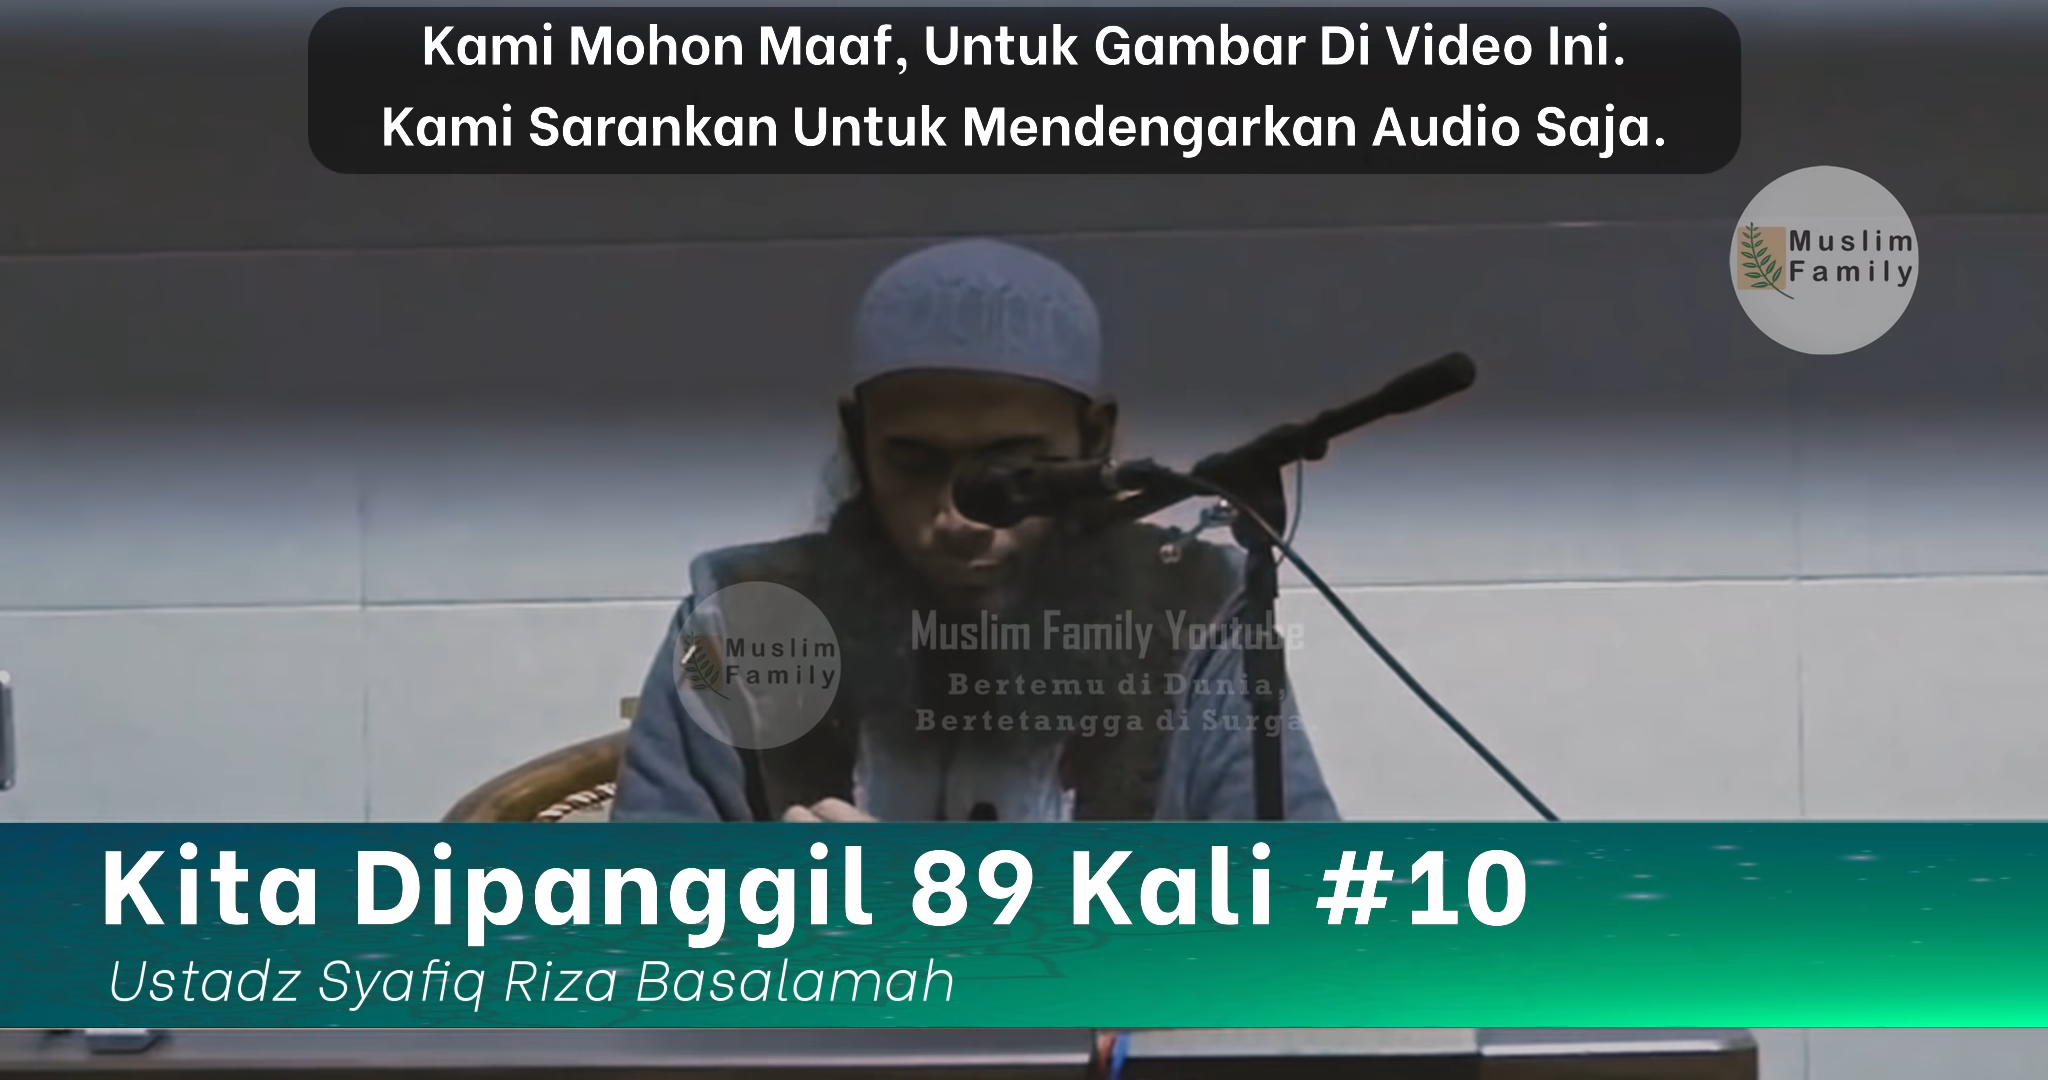 Kami Mohon Maaf, Untuk Gambar Di Video Ini.
Kami Sarankan Untuk Mendengarkan Audio Saja.
Muslim
Family
Muslim
Family
Muslim Family Youtube
Bertemu di Dunia,
Bertetangga di Surga.
Kita Dipanggil 89 Kali #10
Ustadz Syafiq Riza Basalamah